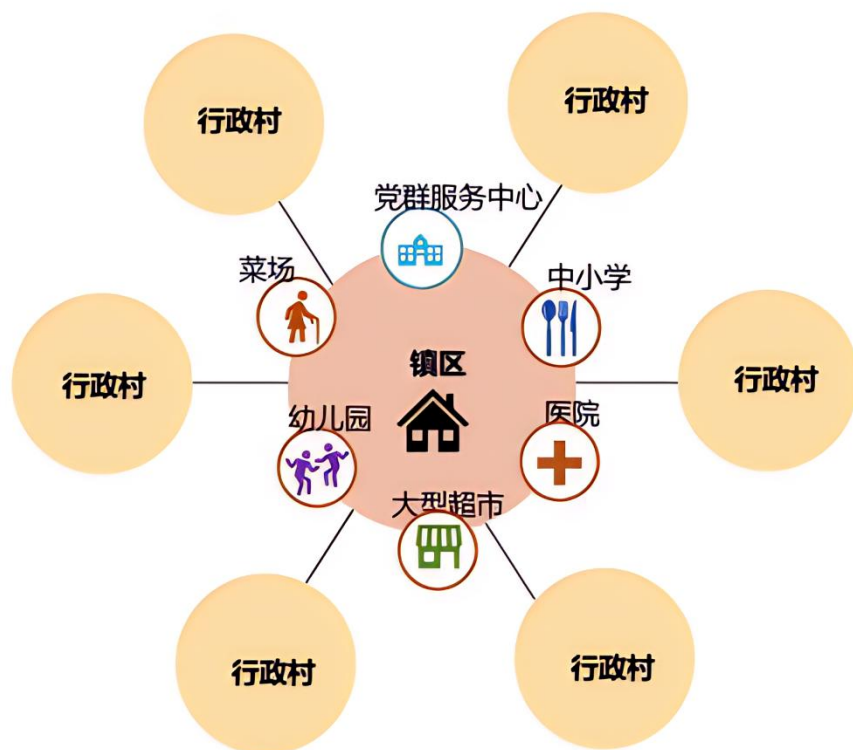 行政村
行政村
党群服务中心
菜场
中小学
镇区
行政村
行政村
幼儿园
医院
大型超市
行政村
行政村